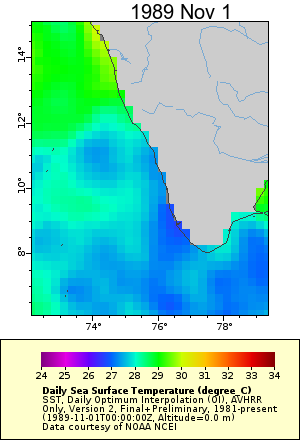 1989 Nov 1
14°
12°
10°
8°
74°
76°
78°
24 25 26 27 28 29 30 31 32 33 34
Daily Sea Surface Temperature (degree_C)
SST, Daily Optimum Interpolation (OI), AVHRR
Only, Version 2, Final+Preliminary, 1981-present
(1989-11-01T00:00:00Z, Altitude=0.0 m)
Data courtesy of NOAA NCEI